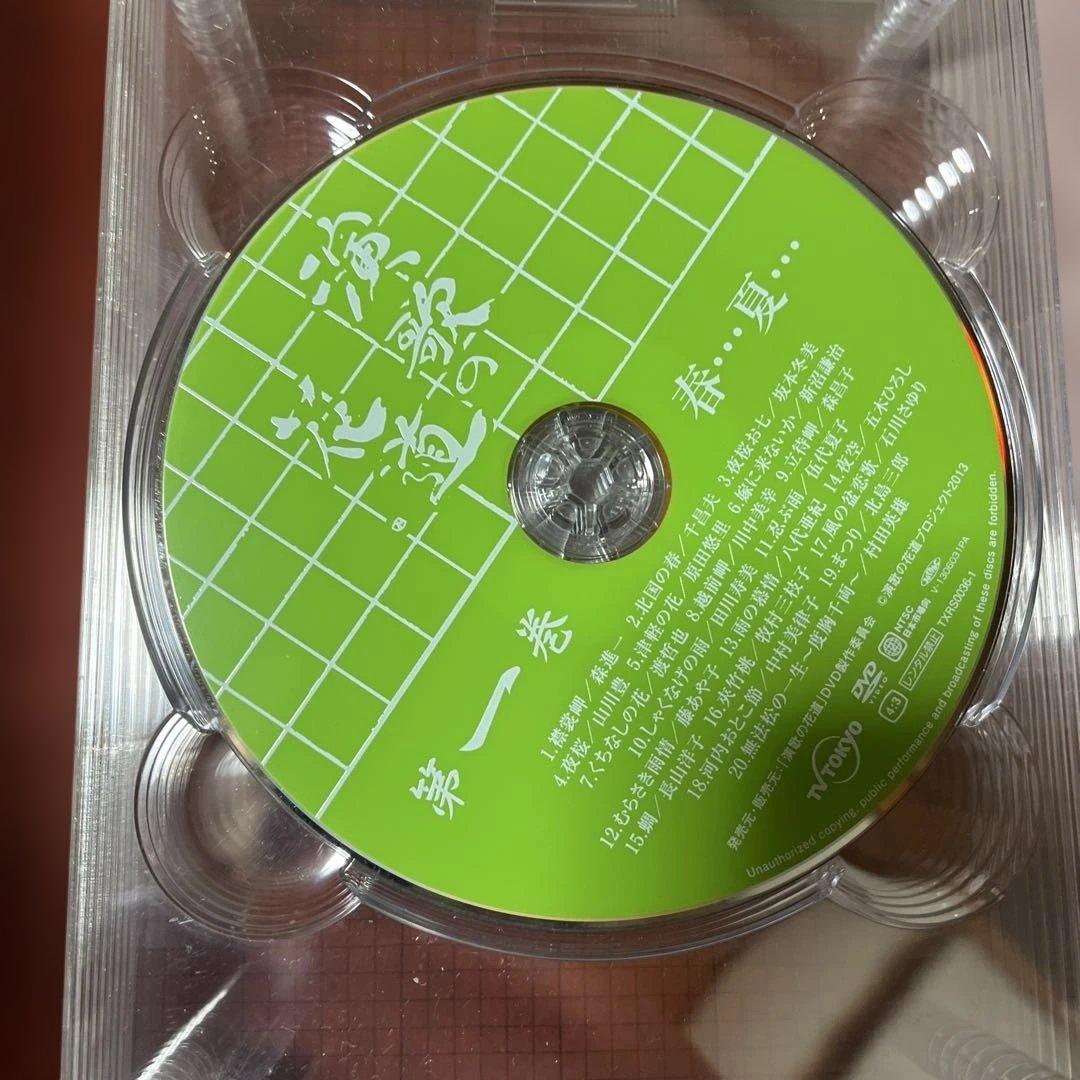 演歌の
花道
第一巻
春…夏…
1.襟裳岬/森進一 2.北国の春/千昌夫 3.夜桜お七/坂本冬美
4.夜桜/山川豊 5.津軽の花/原田悠里 6.嫁に来ないか/新沼謙治
7.くちなしの花/渡哲也 8.越前岬/川中美幸 9.立待岬/森昌子
10.しゃくなげの雨/田川寿美 11.忍ぶ雨/伍代夏子
12.むらさき雨情/藤あや子 13.雨の慕情/八代亜紀 14.夜空/五木ひろし
15.蜩/長山洋子 16.夾竹桃/牧村三枝子 17.風の盆恋歌/石川さゆり
18.河内おとこ節/中村美律子 19.まつり/北島三郎
20.無法松の一生〜度胸千両〜/村田英雄
発売元・販売元:「演歌の花道」DVD製作委員会 ©演歌の花道プロジェクト2013
TV TOKYO
DVD VIDEO
NTSC 日本市場向
V-1306031PA
レンタル禁止 TXRS0036-1
Unauthorized copying, public performance and broadcasting of these discs are forbidden.